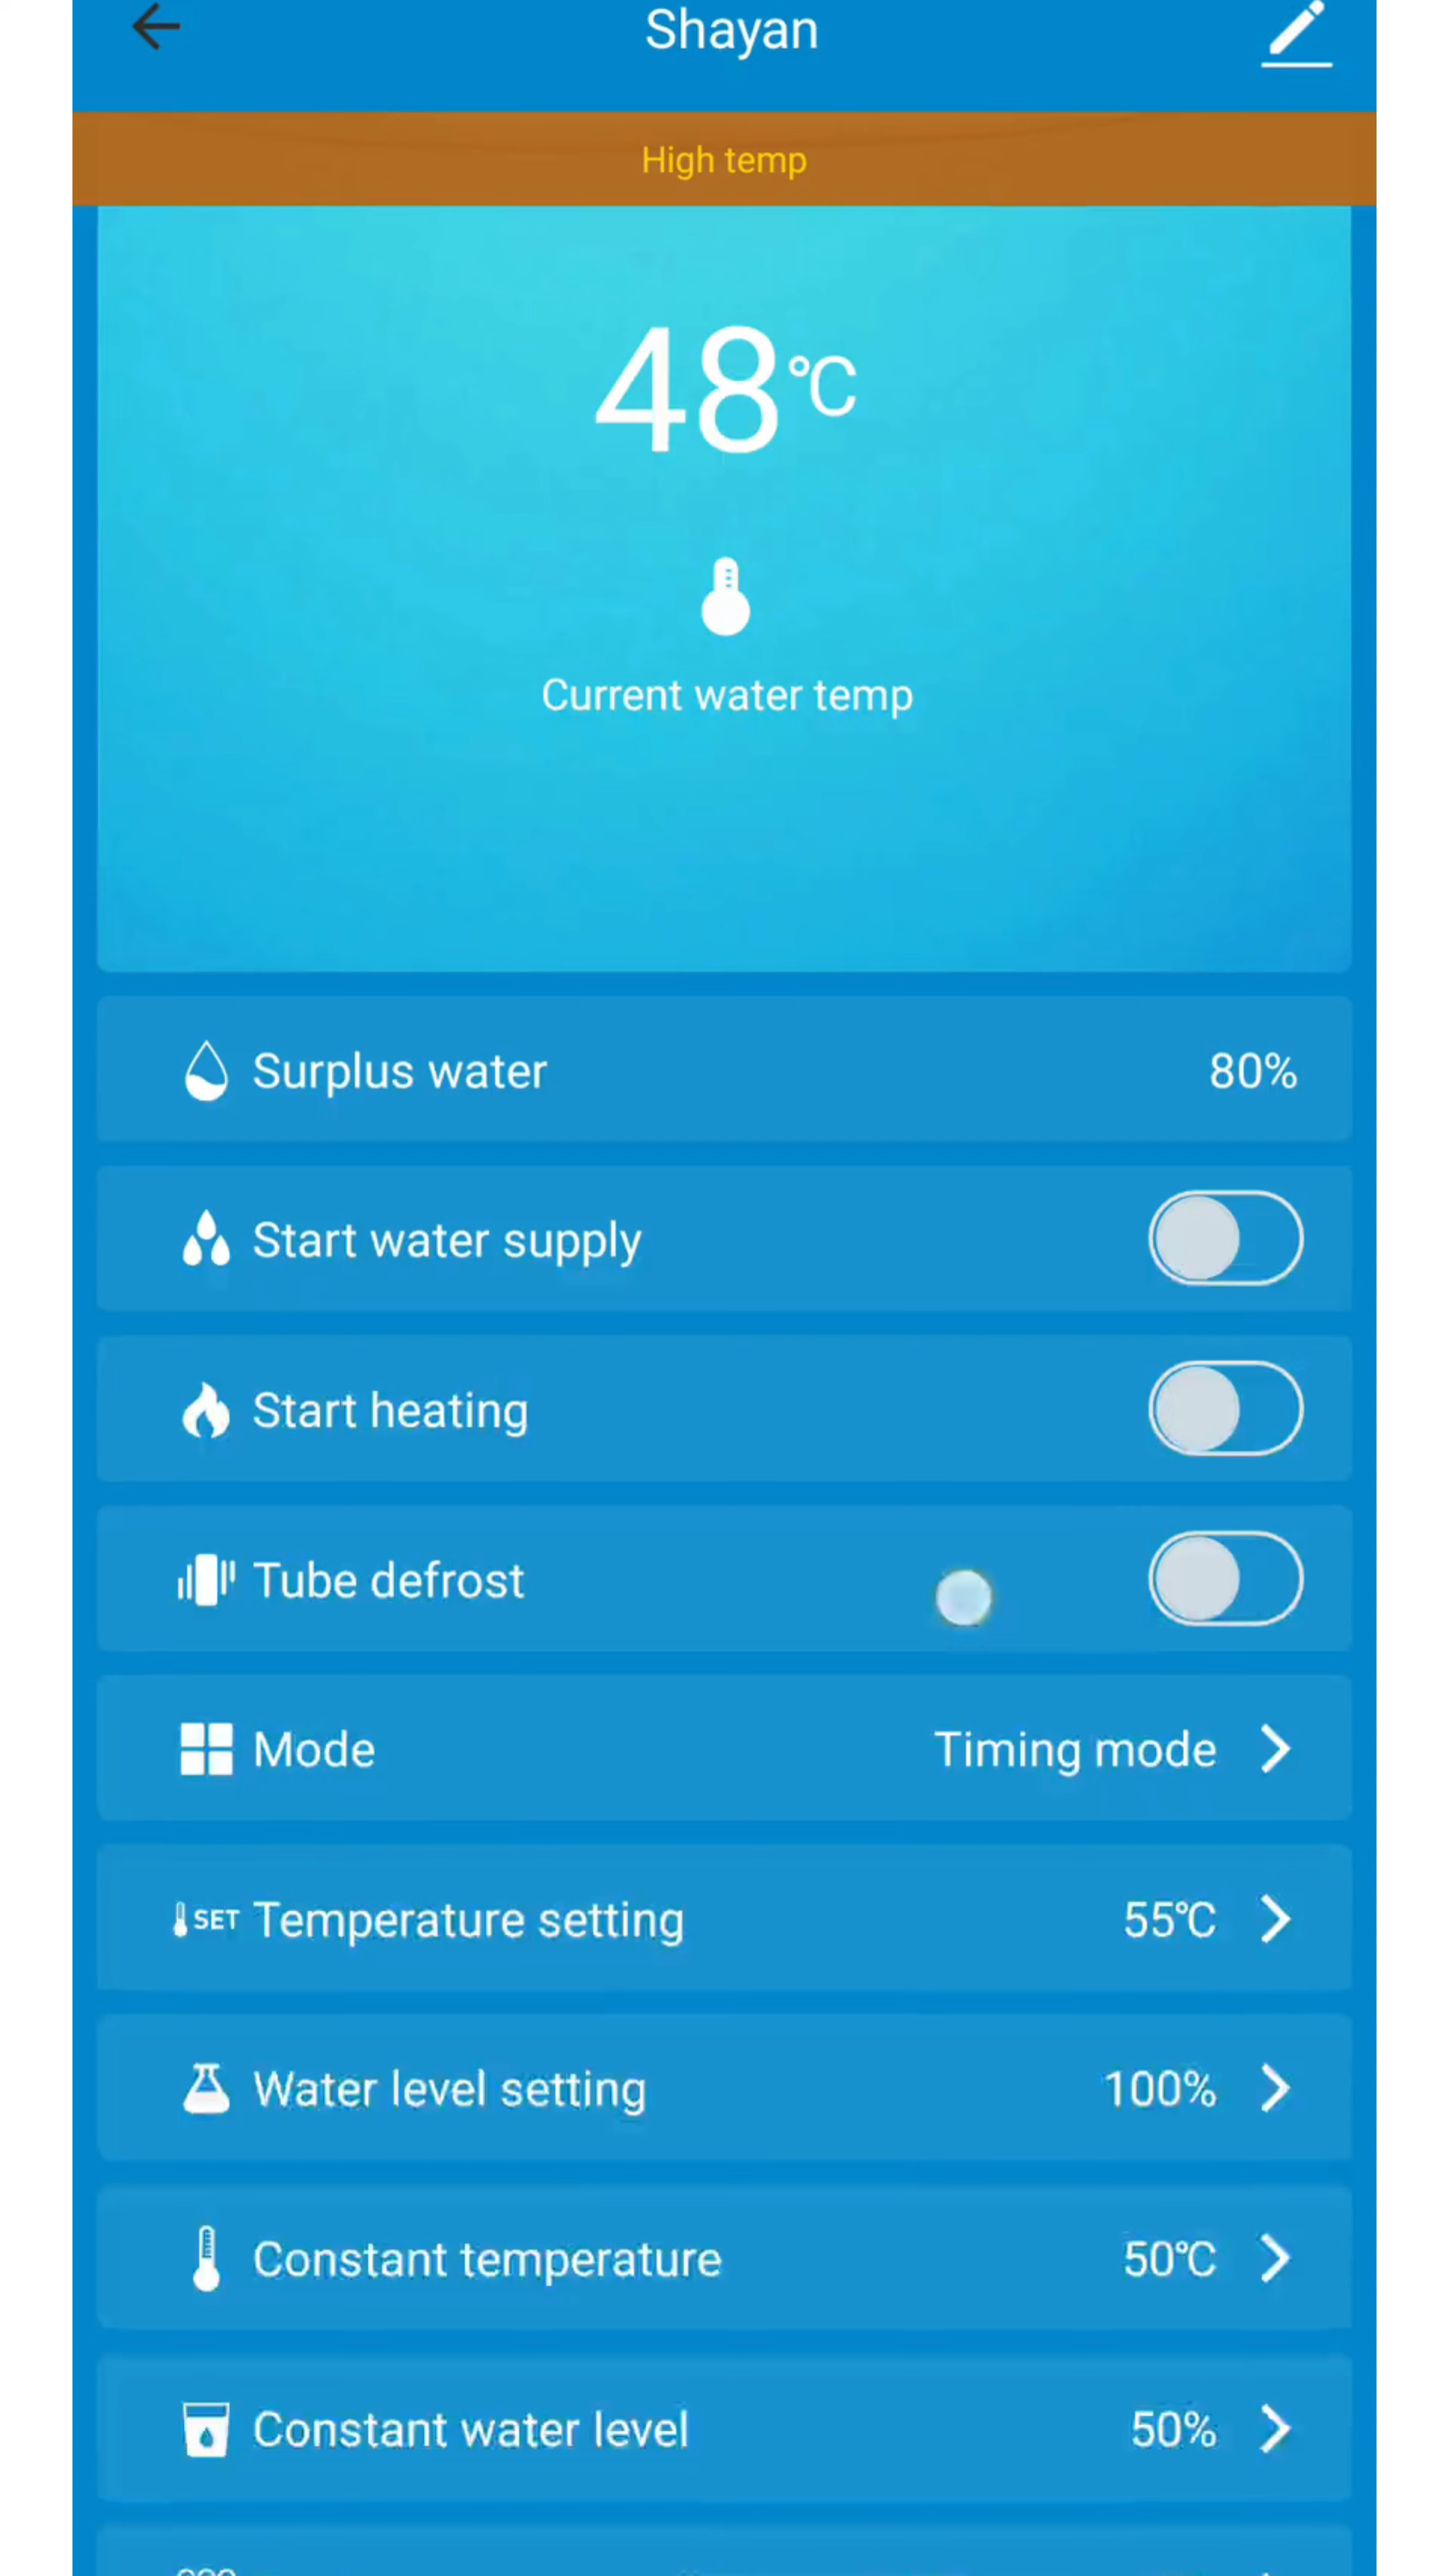 Shayan
High temp
48℃
Current water temp
Surplus water 80%
Start water supply
Start heating
Tube defrost
Mode Timing mode
SET Temperature setting 55℃
Water level setting 100%
Constant temperature 50℃
Constant water level 50%